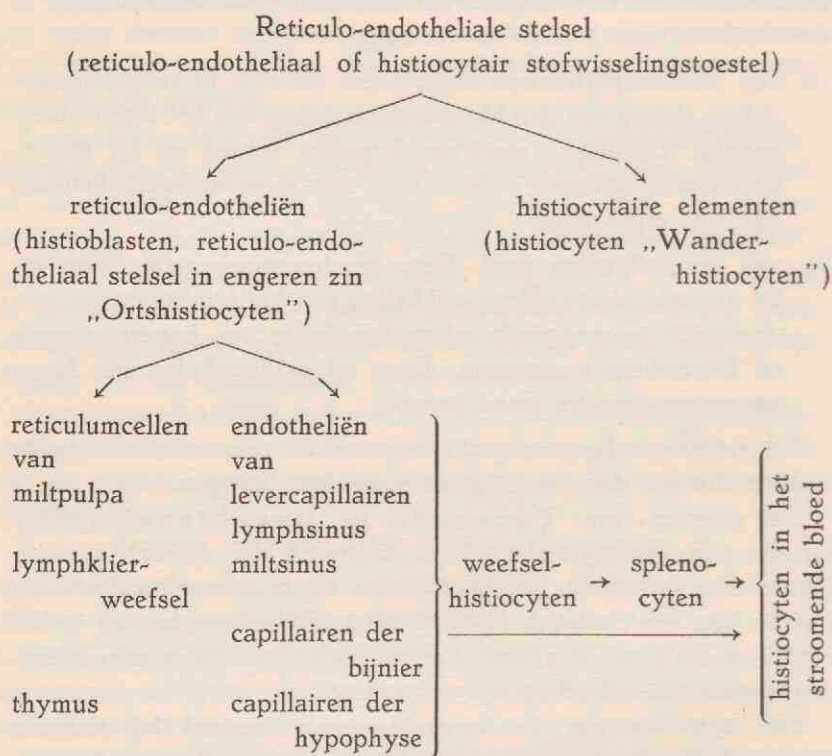 Reticulo-endotheliale stelsel
(reticulo-endotheliaal of histiocytair stofwisselingstoestel)
reticulo-endotheliën
(histioblasten, reticulo-endo-
theliaal stelsel in engeren zin
„Ortshistiocyten”)
histiocytaire elementen
(histiocyten „Wander-
histiocyten”)
reticulumcellen
van
miltpulpa
lymphklier-
weefsel
thymus
endotheliën
van
levercapillairen
lymphsinus
miltsinus
capillairen der
bijnier
capillairen der
hypophyse
weefsel-
histiocyten
spleno-
cyten
histiocyten in het
stroomende bloed